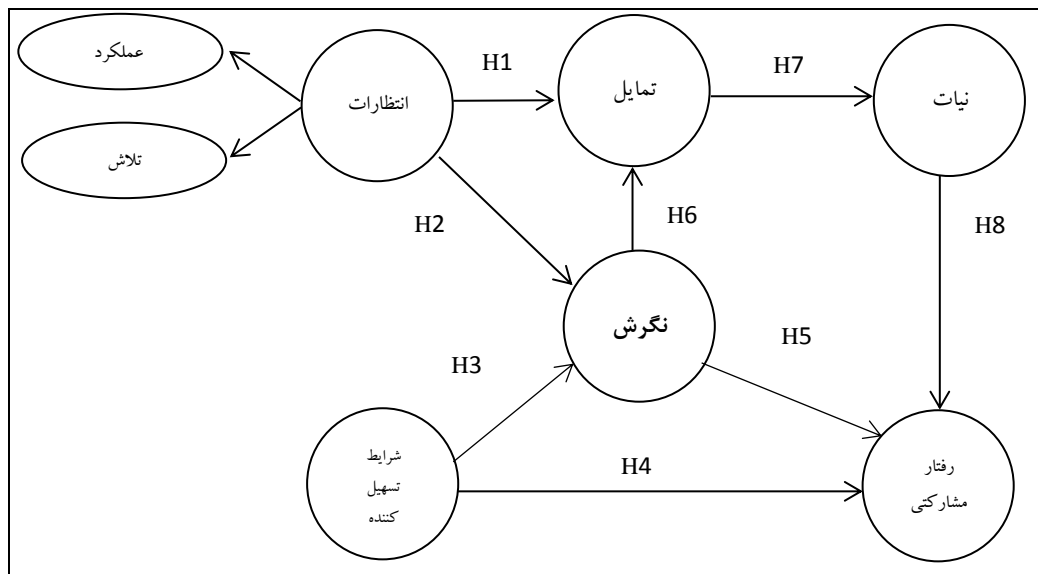 عملکرد
انتظارات
H1
تمایل
H7
نیات
تلاش
H2
H6
H8
نگرش
H3
H5
شرایط
تسهیل
کننده
H4
رفتار
مشارکتی